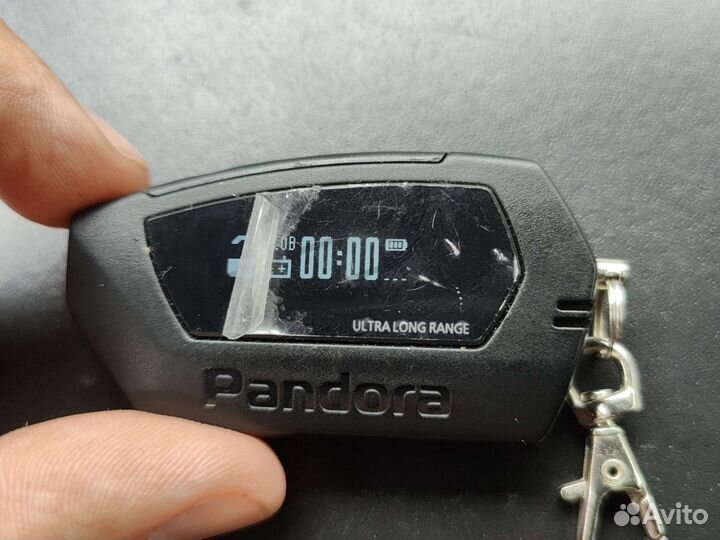 00:00
ULTRA LONG RANGE
Pandora
Avito